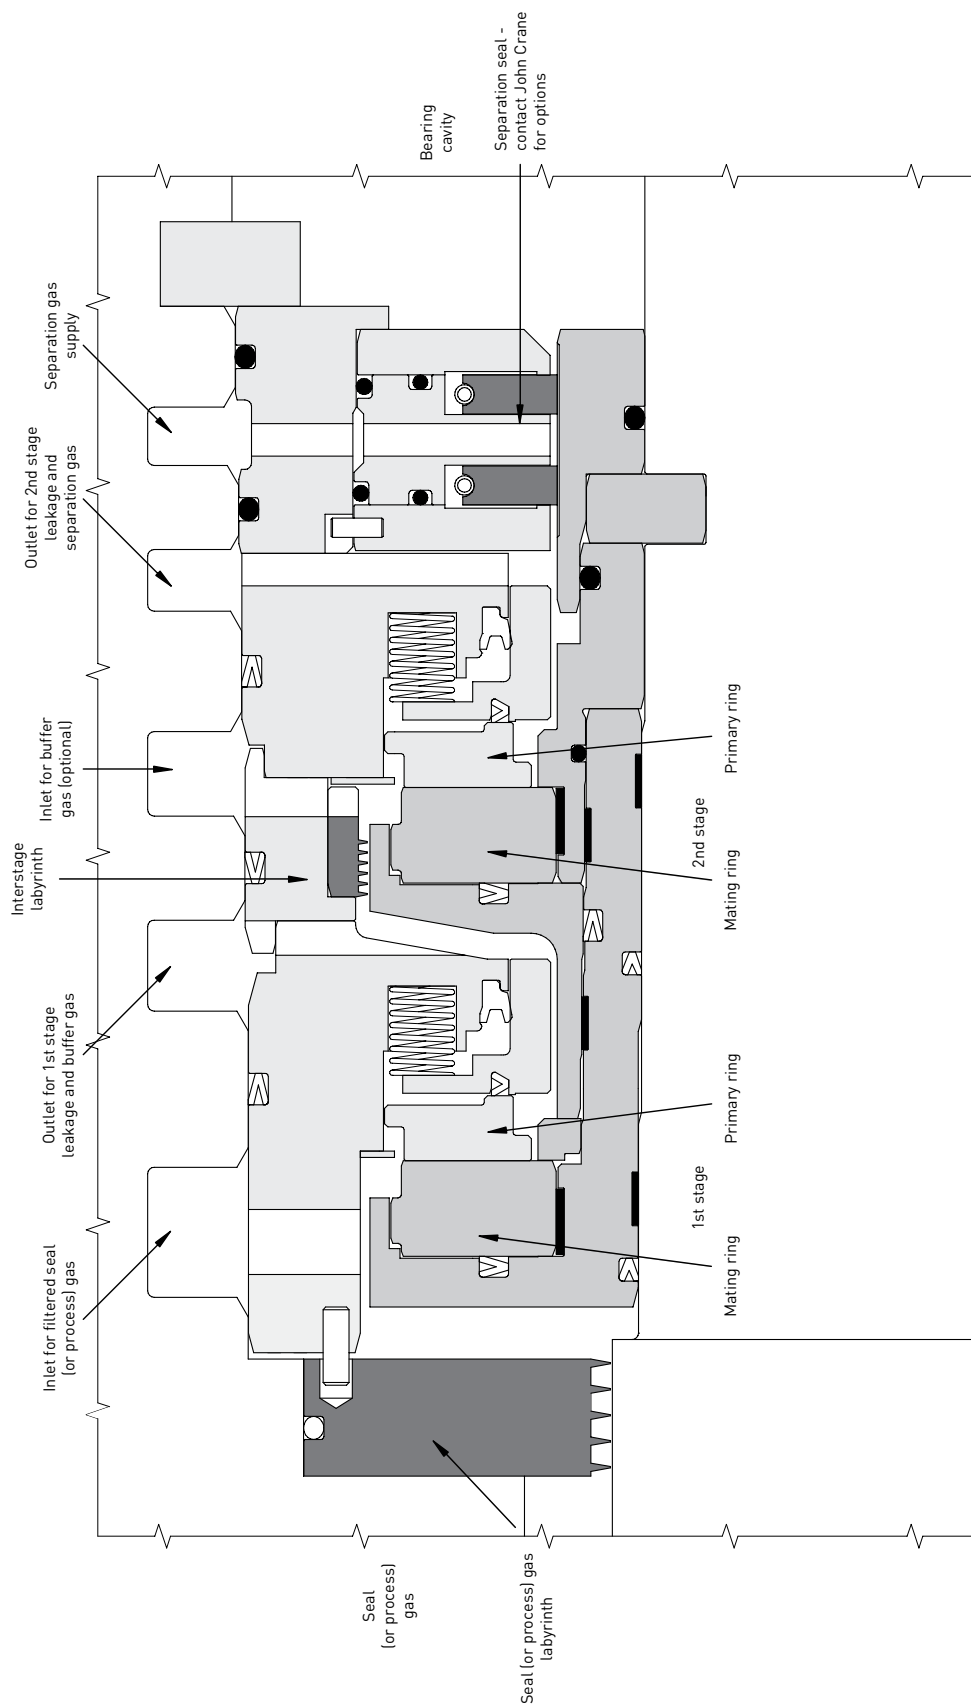 Inlet for filtered seal
(or process) gas
Outlet for 1st stage
leakage and buffer gas
Interstage
labyrinth
Inlet for buffer
gas (optional)
Outlet for 2nd stage
leakage and
separation gas
Separation gas
supply
Seal
(or process)
gas
Bearing
cavity
Seal (or process) gas
labyrinth
Separation seal -
contact John Crane
for options
Mating ring
1st stage
Primary ring
Mating ring
2nd stage
Primary ring